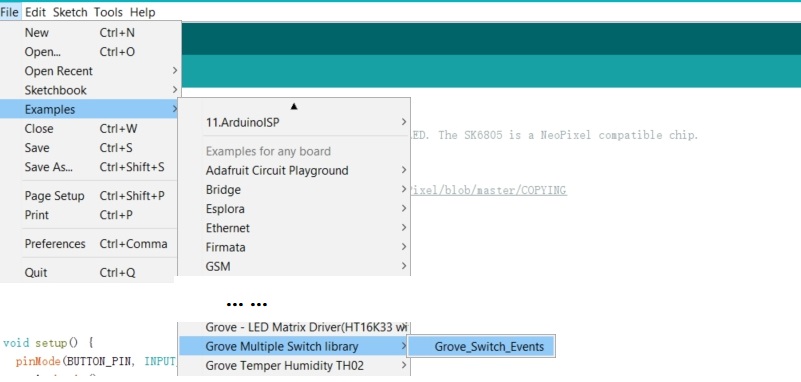 File Edit Sketch Tools Help
New Ctrl+N
Open... Ctrl+O
Open Recent >
Sketchbook >
Examples >
Close Ctrl+W
Save Ctrl+S
Save As... Ctrl+Shift+S
Page Setup Ctrl+Shift+P
Print Ctrl+P
Preferences Ctrl+Comma
Quit Ctrl+Q
11.ArduinoISP >
Examples for any board
Adafruit Circuit Playground >
Bridge >
Esplora >
Ethernet >
Firmata >
GSM >
ED. The SK6805 is a NeoPixel compatible chip.
ixel/blob/master/COPYING
... ...
Grove - LED Matrix Driver(HT16K33 wi
Grove Multiple Switch library >
Grove_Switch_Events
Grove Temper Humidity TH02 >
void setup() {
pinMode(BUTTON_PIN, INPUT